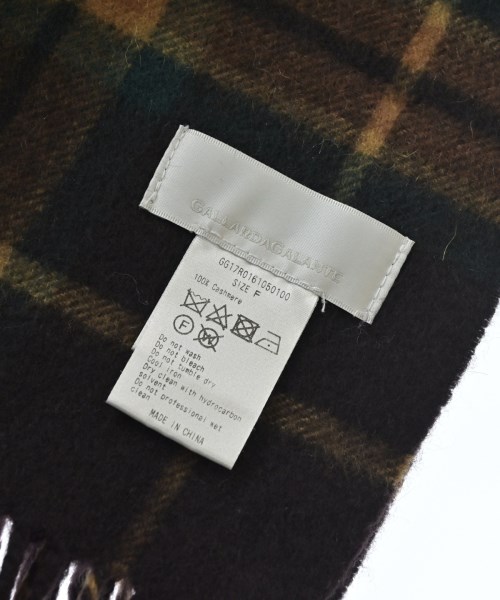 GALLARDAGALANTE
GG17R0161050100
SIZE F
100% Cashmere
F
W
Do not wash
Do not bleach
Do not tumble dry
Cool iron
Dry clean with hydrocarbon
solvent
Do not professional wet
clean
MADE IN CHINA